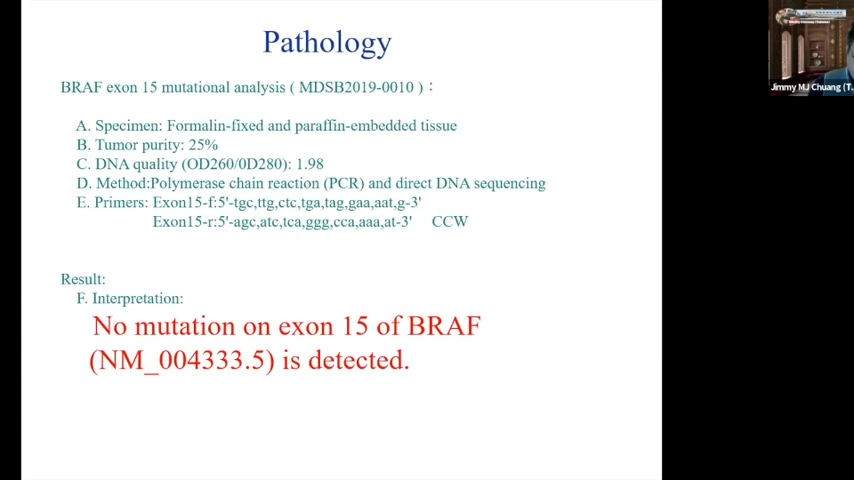 Pathology
BRAF exon 15 mutational analysis ( MDSB2019-0010 ) :
A. Specimen: Formalin-fixed and paraffin-embedded tissue
B. Tumor purity: 25%
C. DNA quality (OD260/0D280): 1.98
D. Method:Polymerase chain reaction (PCR) and direct DNA sequencing
E. Primers: Exon15-f:5'-tgc,ttg,ctc,tga,tag,gaa,aat,g-3'
Exon15-r:5'-agc,atc,tca,ggg,cca,aaa,at-3' CCW
Result:
F. Interpretation:
No mutation on exon 15 of BRAF
(NM_004333.5) is detected.
Jimmy MJ Chuang (T...